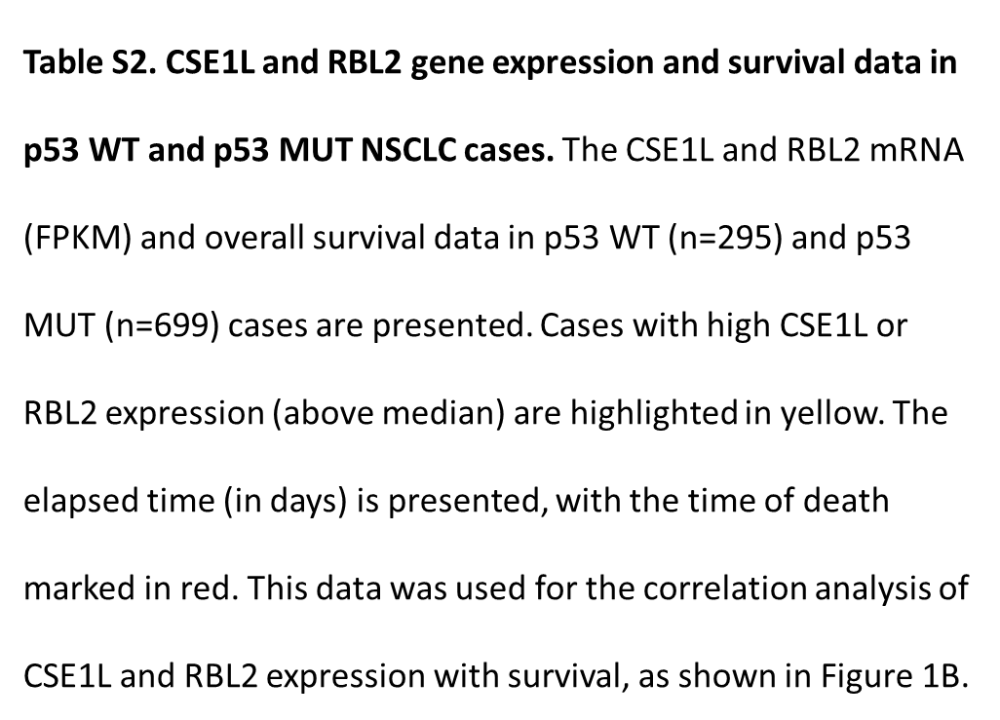 Table S2. CSE1L and RBL2 gene expression and survival data in
p53 WT and p53 MUT NSCLC cases. The CSE1L and RBL2 mRNA
(FPKM) and overall survival data in p53 WT (n=295) and p53
MUT (n=699) cases are presented. Cases with high CSE1L or
RBL2 expression (above median) are highlighted in yellow. The
elapsed time (in days) is presented, with the time of death
marked in red. This data was used for the correlation analysis of
CSE1L and RBL2 expression with survival, as shown in Figure 1B.